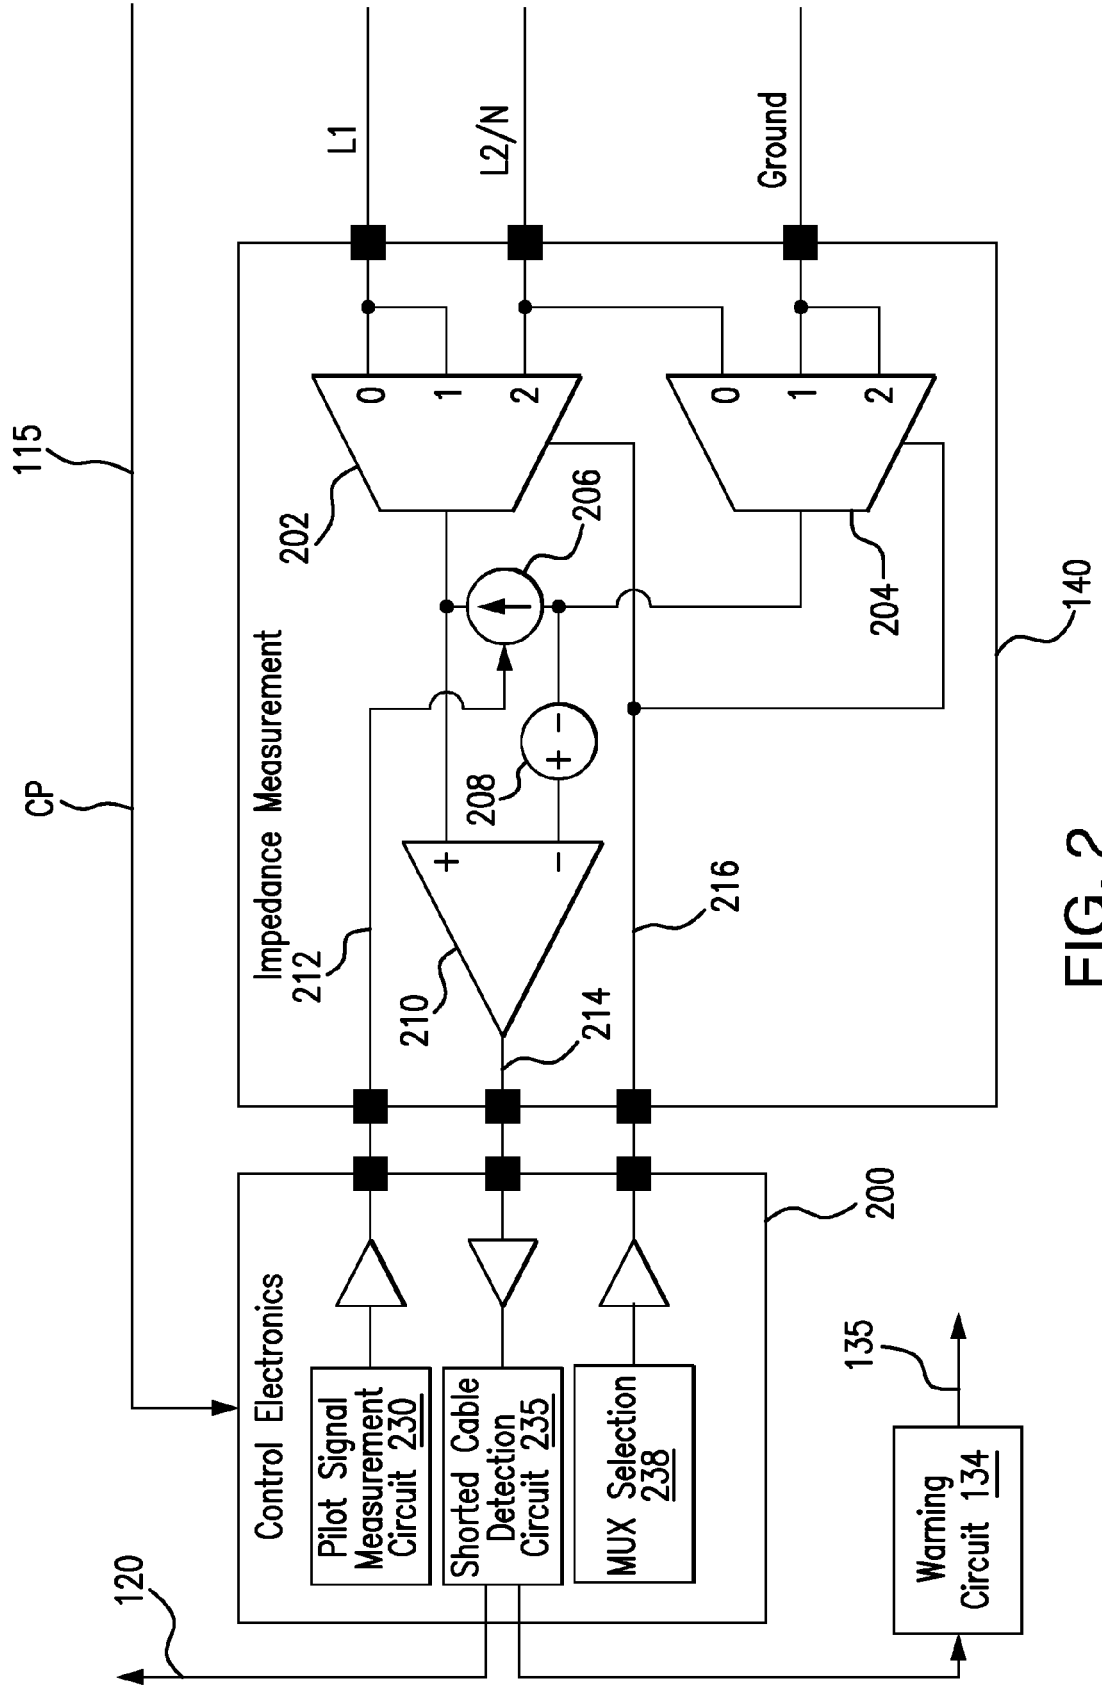 115
CP
120
L1
L2/N
Ground
Impedance Measurement
202
0
1
2
206
204
0
1
2
208
+
−
210
+
−
212
214
216
140
Control Electronics
Pilot Signal
Measurement
Circuit 230
Shorted Cable
Detection
Circuit 235
MUX Selection
238
200
Warning
Circuit 134
135
FIG. 2